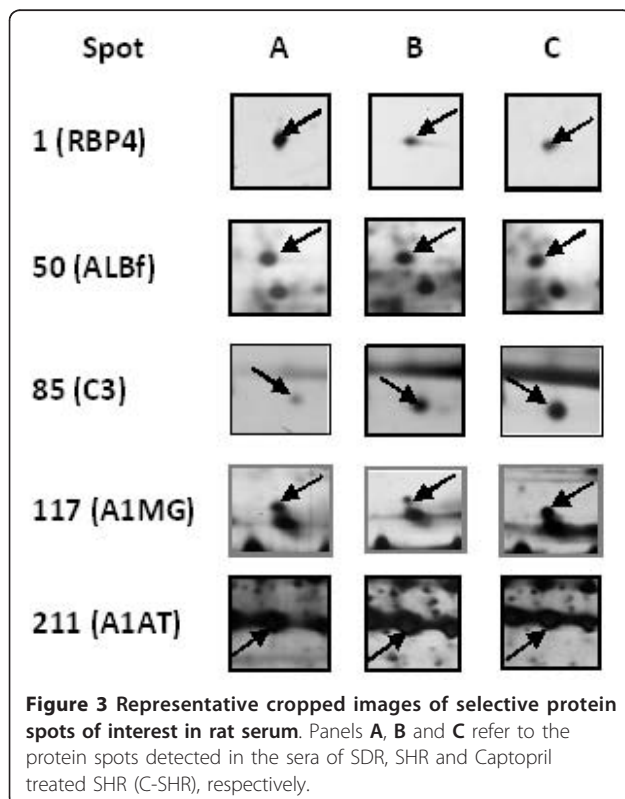 Spot A B C
1 (RBP4)
50 (ALBf)
85 (C3)
117 (A1MG)
211 (A1AT)
Figure 3 Representative cropped images of selective protein
spots of interest in rat serum. Panels A, B and C refer to the
protein spots detected in the sera of SDR, SHR and Captopril
treated SHR (C-SHR), respectively.